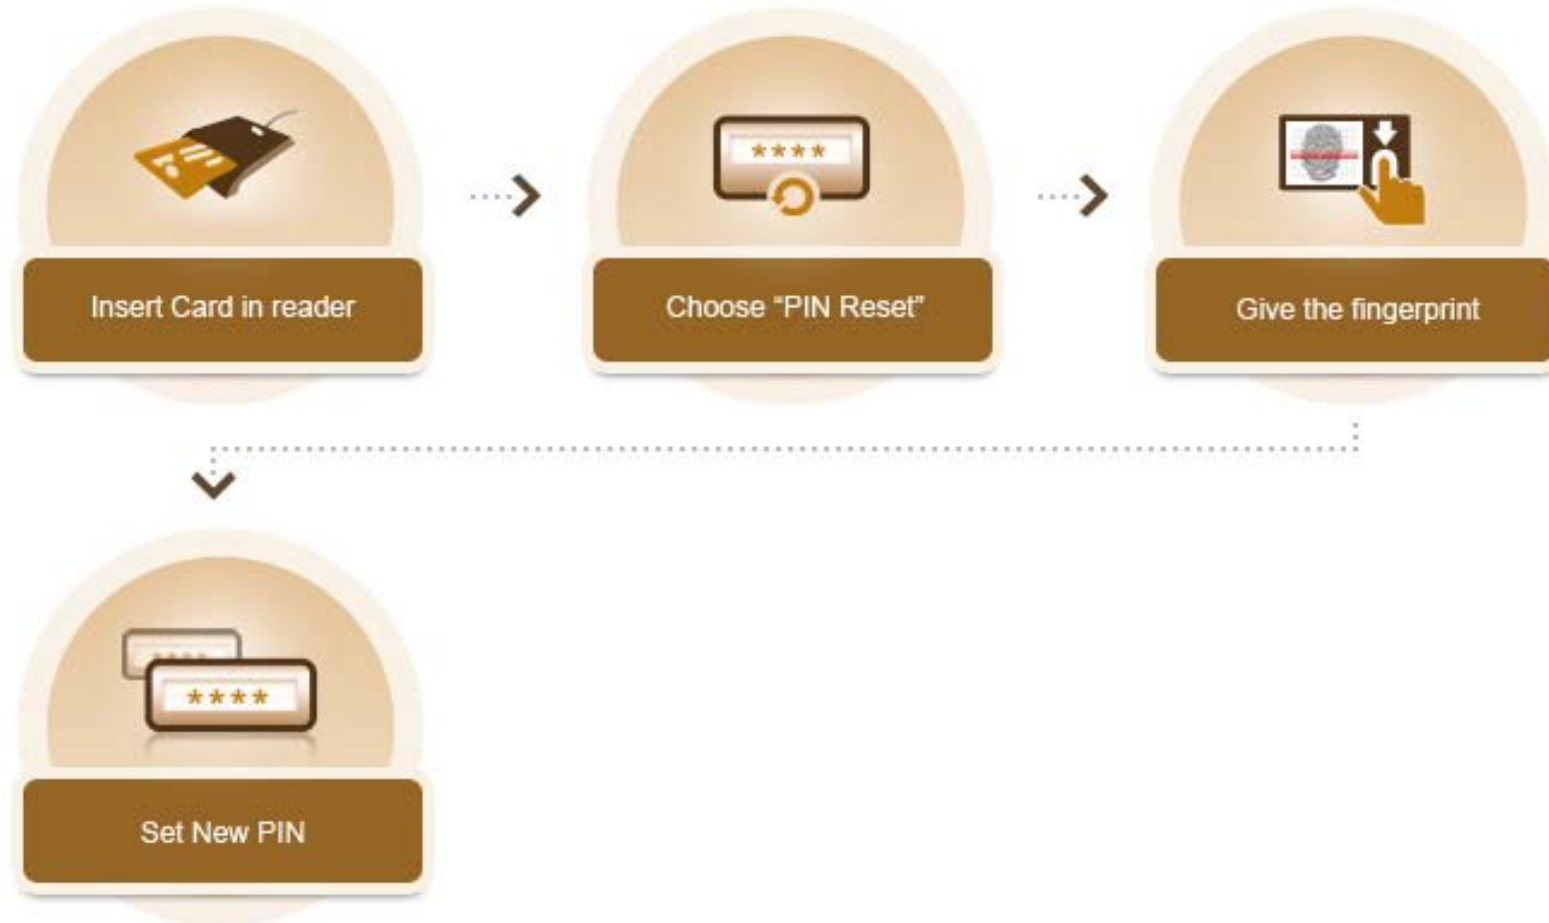 ****
Insert Card in reader
Choose “PIN Reset”
Give the fingerprint
****
****
Set New PIN